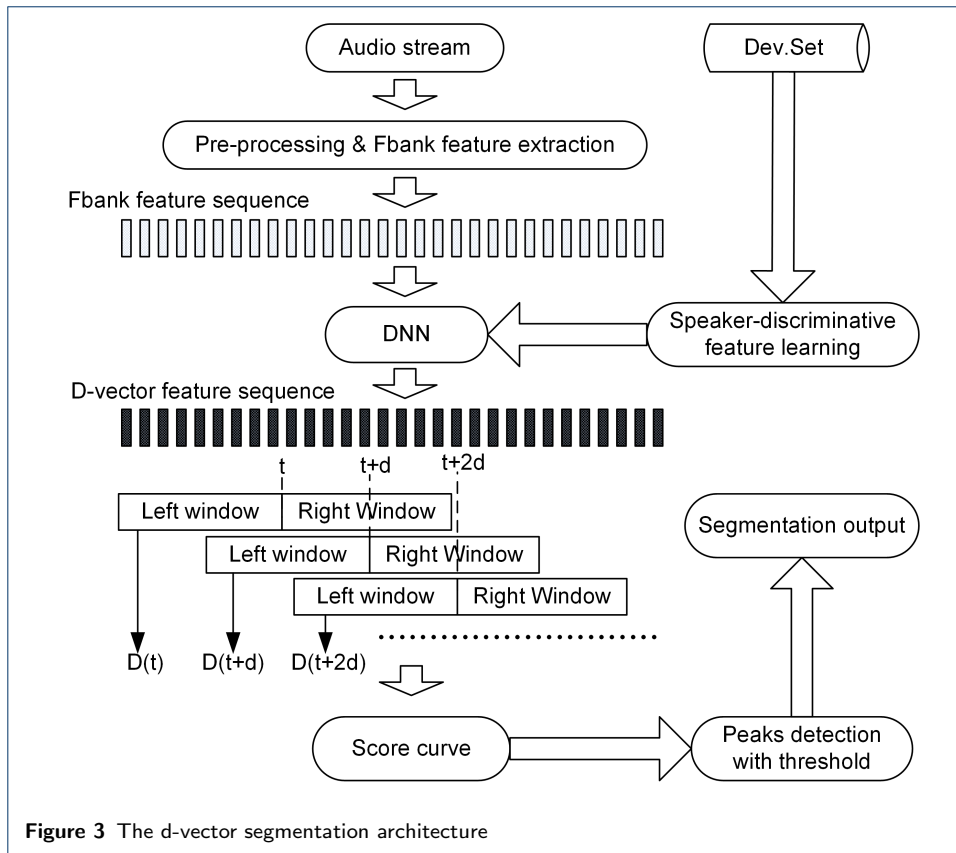 Audio stream
Dev.Set
Pre-processing & Fbank feature extraction
Fbank feature sequence
DNN
Speaker-discriminative
feature learning
D-vector feature sequence
t
t+d
t+2d
Left window
Right Window
Left window
Right Window
Left window
Right Window
Segmentation output
D(t)
D(t+d)
D(t+2d)
Score curve
Peaks detection
with threshold
Figure 3 The d-vector segmentation architecture